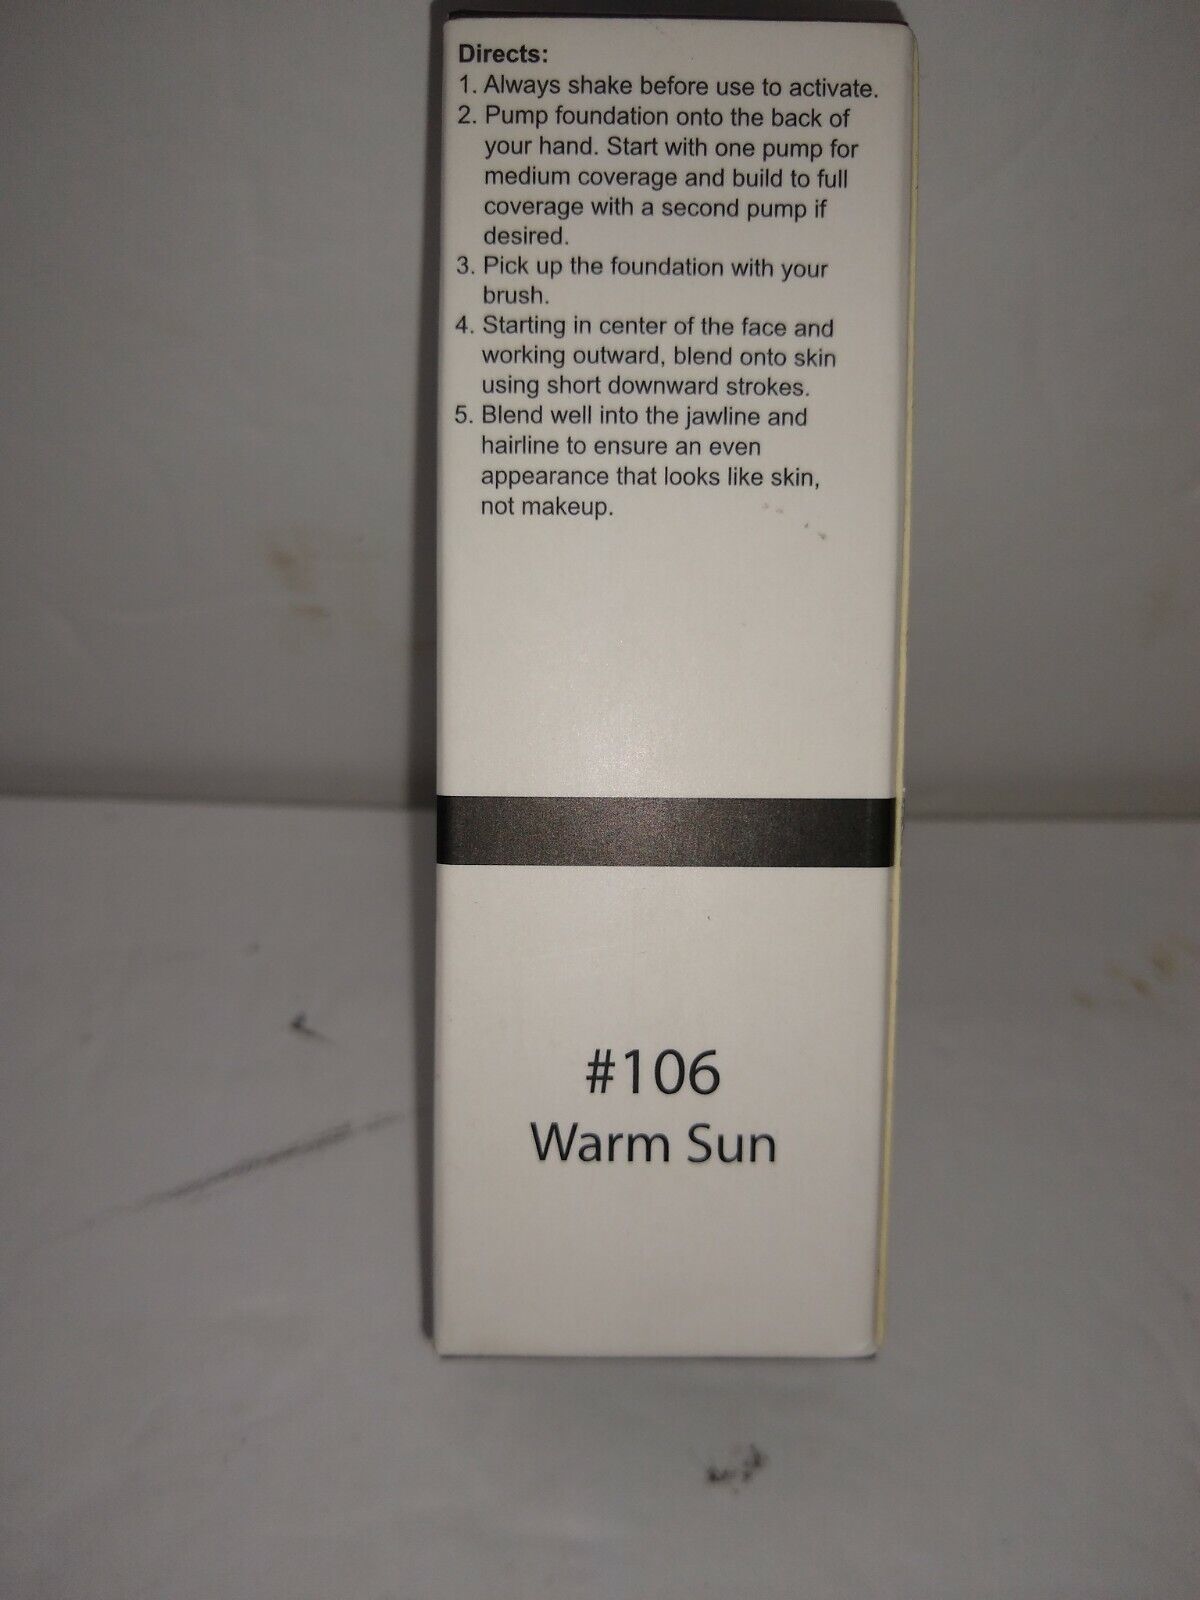 Directs:
1. Always shake before use to activate.
2. Pump foundation onto the back of
your hand. Start with one pump for
medium coverage and build to full
coverage with a second pump if
desired.
3. Pick up the foundation with your
brush.
4. Starting in center of the face and
working outward, blend onto skin
using short downward strokes.
5. Blend well into the jawline and
hairline to ensure an even
appearance that looks like skin,
not makeup.
#106
Warm Sun